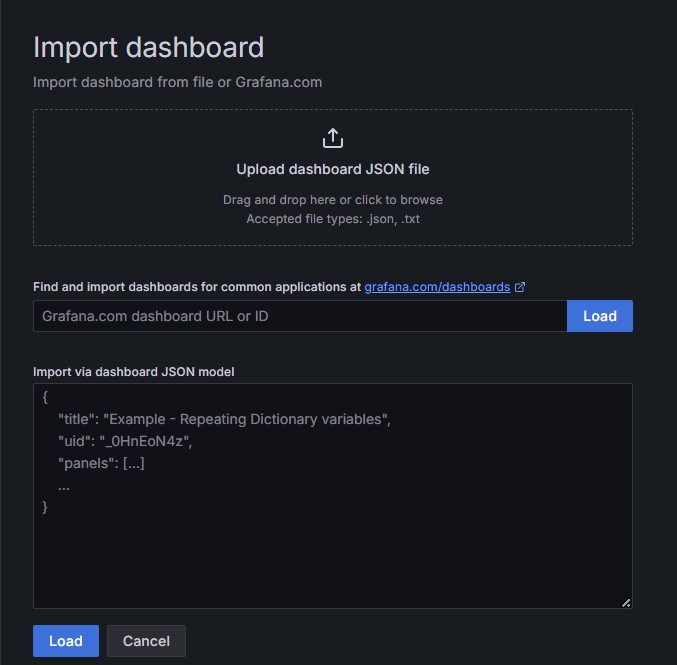 Import dashboard
Import dashboard from file or Grafana.com
Upload dashboard JSON file
Drag and drop here or click to browse
Accepted file types: .json, .txt
Find and import dashboards for common applications at grafana.com/dashboards
Grafana.com dashboard URL or ID
Load
Import via dashboard JSON model
{
"title": "Example - Repeating Dictionary variables",
"uid": "_0HnEoN4z",
"panels": [...]
...
}
Load Cancel